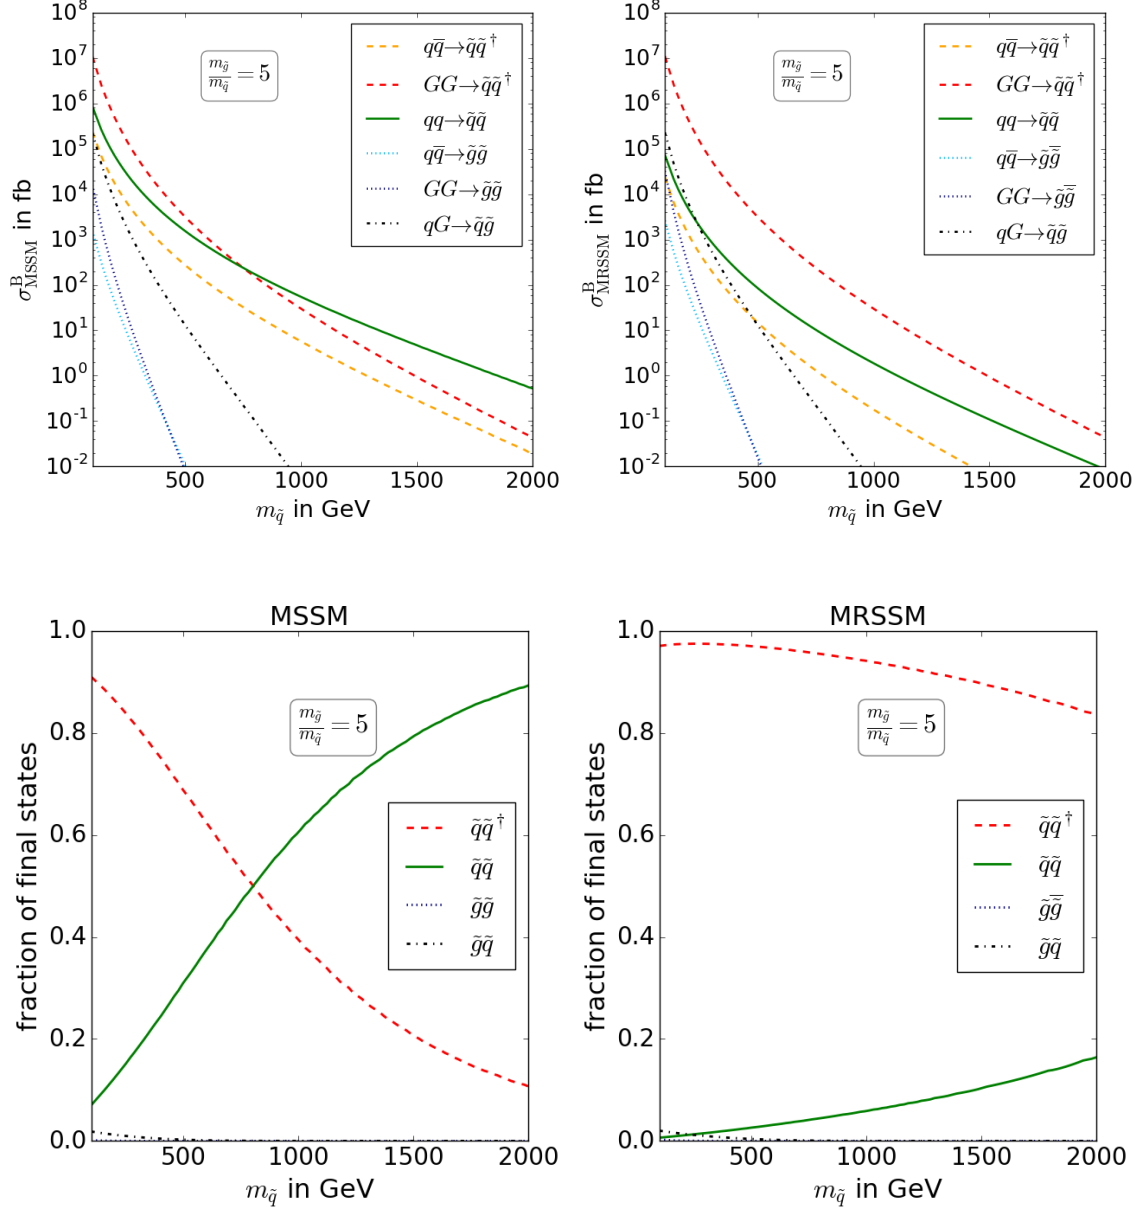 10^8
10^7
10^6
10^5
10^4
10^3
10^2
10^1
10^0
10^-1
10^-2
σ^B_MSSM in fb
m_g̃/m_q̃ = 5
qq̅→q̃q̃†
GG→q̃q̃†
qq→q̃q̃
qq̅→g̃g̃
GG→g̃g̃
qG→q̃g̃
500 1000 1500 2000
m_q̃ in GeV
10^8
10^7
10^6
10^5
10^4
10^3
10^2
10^1
10^0
10^-1
10^-2
σ^B_MRSSM in fb
m_g̃/m_q̃ = 5
qq̅→q̃q̃†
GG→q̃q̃†
qq→q̃q̃
qq̅→g̃g̃̅
GG→g̃g̃̅
qG→q̃g̃
500 1000 1500 2000
m_q̃ in GeV
MSSM
1.0
0.8
0.6
0.4
0.2
0.0
fraction of final states
m_g̃/m_q̃ = 5
q̃q̃†
q̃q̃
g̃g̃
g̃q̃
500 1000 1500 2000
m_q̃ in GeV
MRSSM
1.0
0.8
0.6
0.4
0.2
0.0
fraction of final states
m_g̃/m_q̃ = 5
q̃q̃†
q̃q̃
g̃g̃̅
g̃q̃
500 1000 1500 2000
m_q̃ in GeV